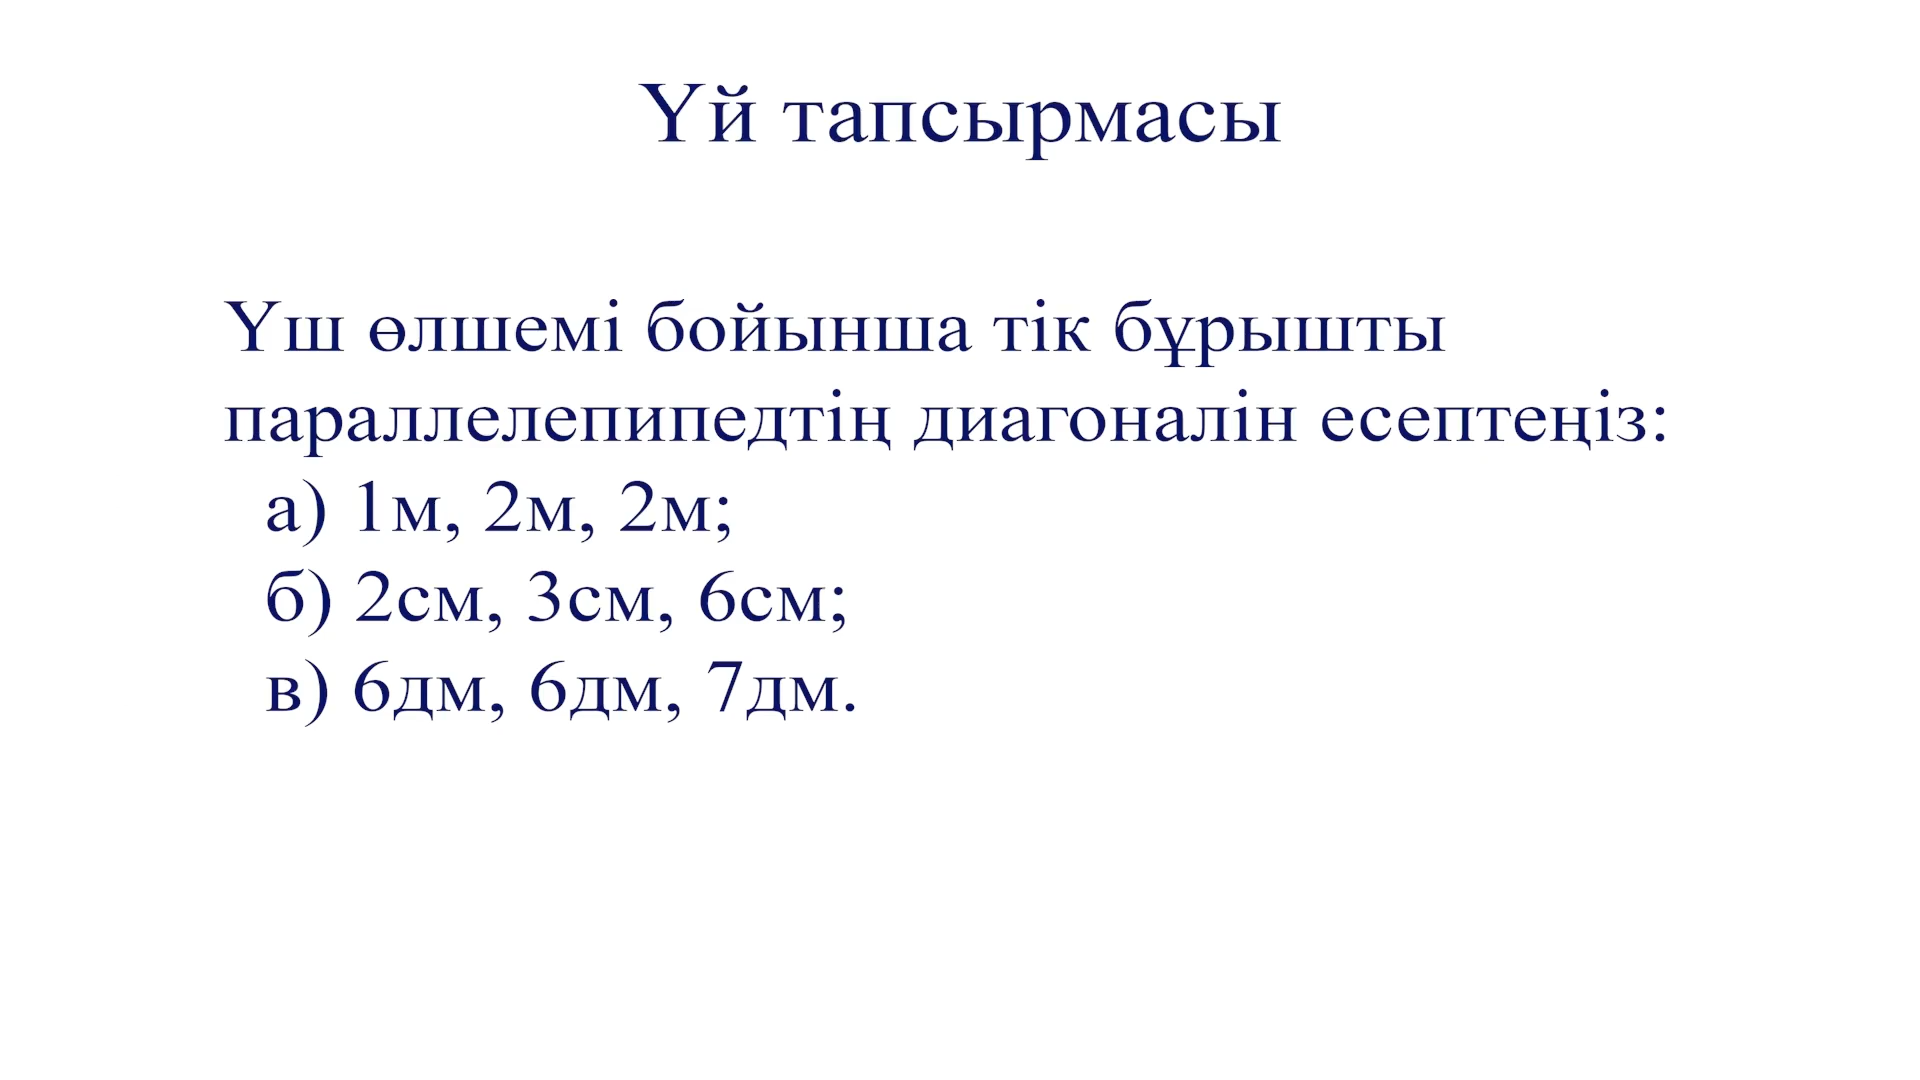 Үй тапсырмасы
Үш өлшемі бойынша тік бұрышты
параллелепипедтің диагоналін есептеңіз:
а) 1м, 2м, 2м;
б) 2см, 3см, 6см;
в) 6дм, 6дм, 7дм.